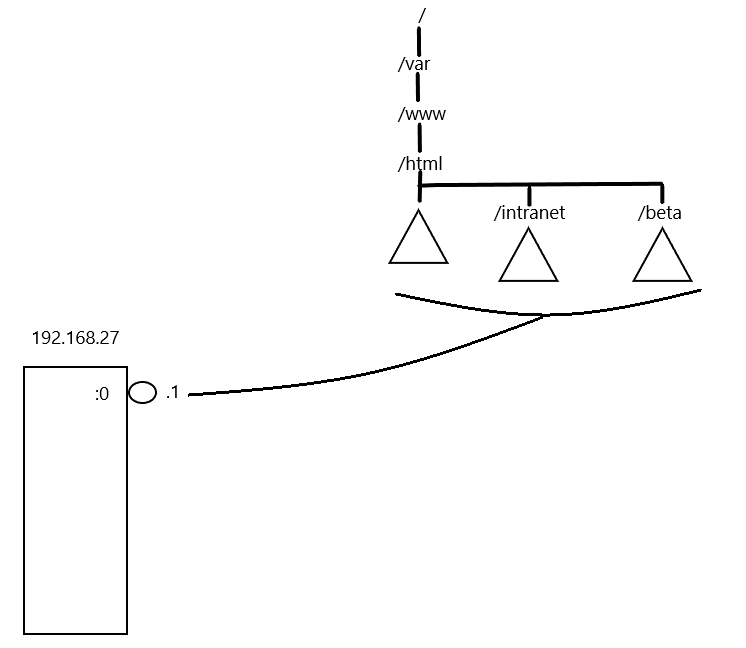 /
/var
/www
/html
/intranet
/beta
192.168.27
:0
.1